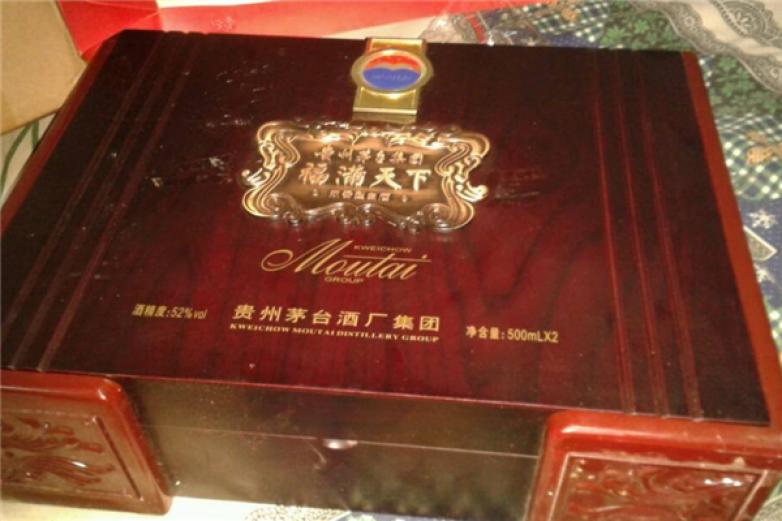 贵州茅台集团
福满天下
KWEICHOW
Moutai
GROUP
酒精度:52%vol
贵州茅台酒厂集团
KWEICHOW MOUTAI DISTILLERY GROUP
净含量:500mLX2